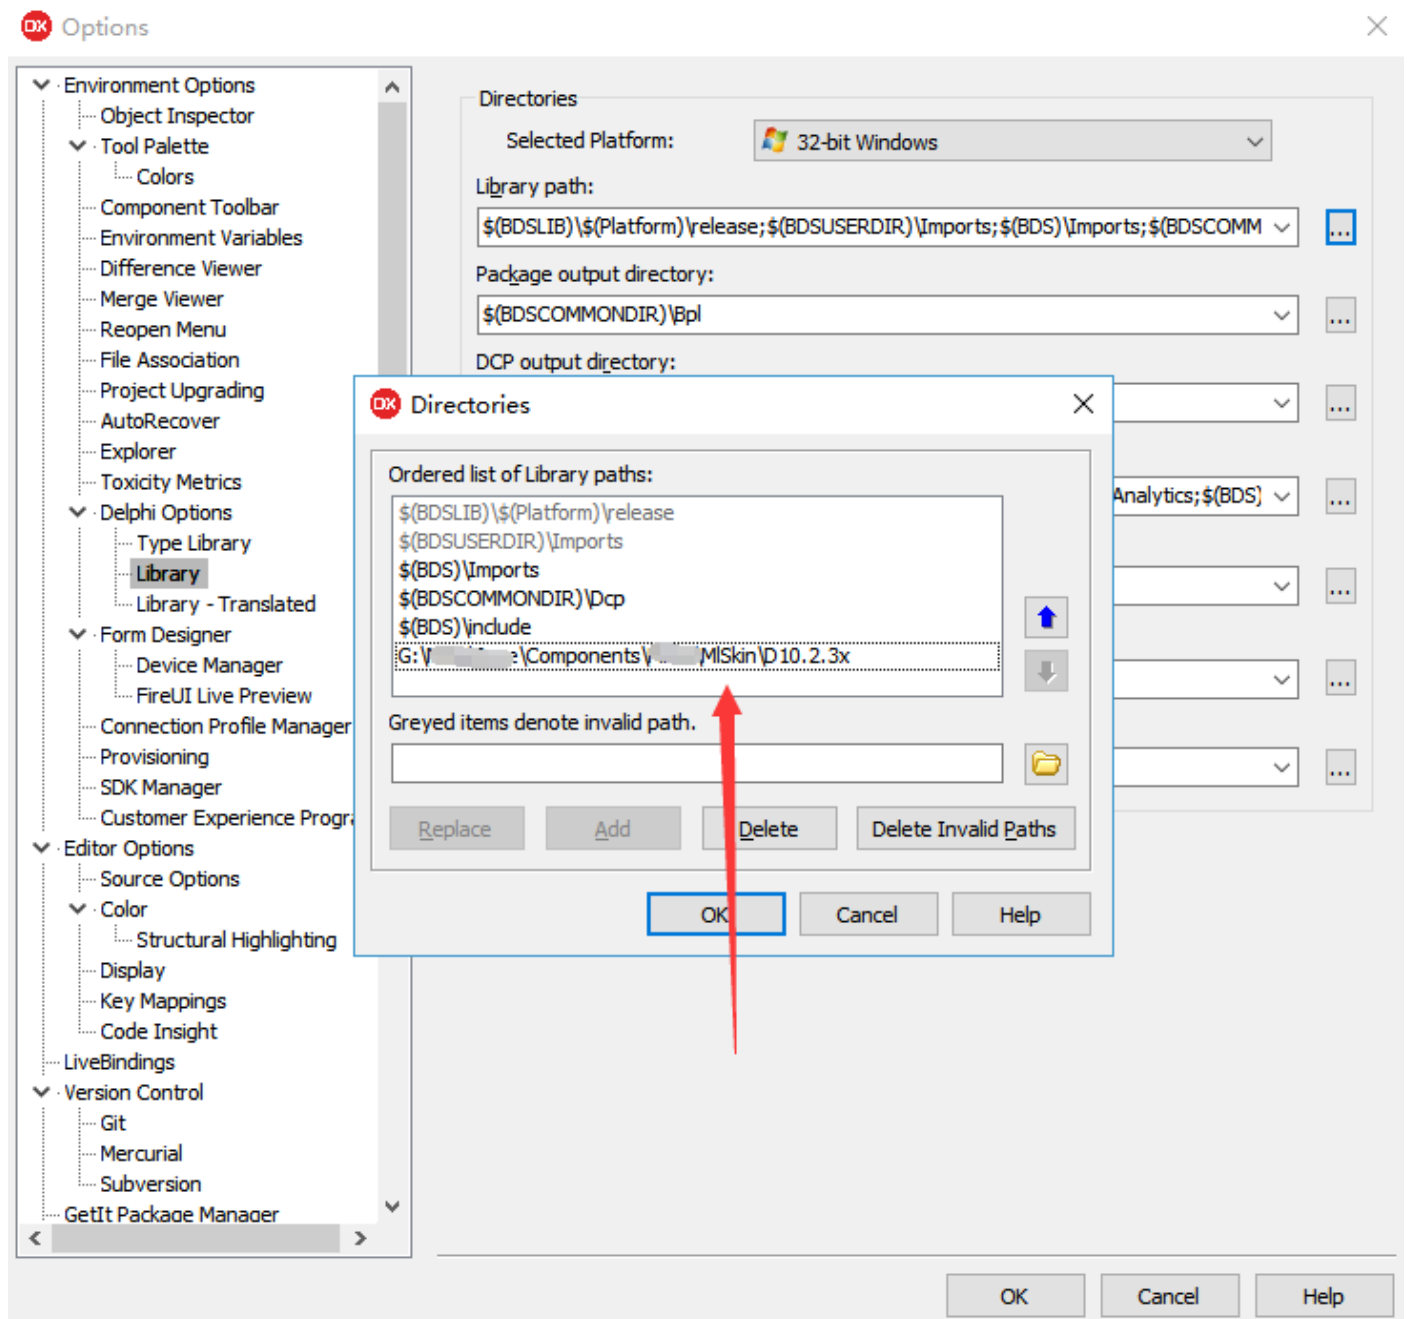 DX Options
Environment Options
Object Inspector
Tool Palette
Colors
Component Toolbar
Environment Variables
Difference Viewer
Merge Viewer
Reopen Menu
File Association
Project Upgrading
AutoRecover
Explorer
Toxicity Metrics
Delphi Options
Type Library
Library
Library - Translated
Form Designer
Device Manager
FireUI Live Preview
Connection Profile Manager
Provisioning
SDK Manager
Customer Experience Progra
Editor Options
Source Options
Color
Structural Highlighting
Display
Key Mappings
Code Insight
LiveBindings
Version Control
Git
Mercurial
Subversion
GetIt Package Manager
Directories
Selected Platform: 32-bit Windows
Library path:
$(BDSLIB)\$(Platform)\release;$(BDSUSERDIR)\Imports;$(BDS)\Imports;$(BDSCOMM ...
Package output directory:
$(BDSCOMMONDIR)\Bpl ...
DCP output directory:
...
Analytics;$(BDS) ...
...
...
...
DX Directories
Ordered list of Library paths:
$(BDSLIB)\$(Platform)\release
$(BDSUSERDIR)\Imports
$(BDS)\Imports
$(BDSCOMMONDIR)\Dcp
$(BDS)\include
G:\ e\Components\ MlSkin\D10.2.3x
Greyed items denote invalid path.
Replace Add Delete Delete Invalid Paths
OK Cancel Help
OK Cancel Help